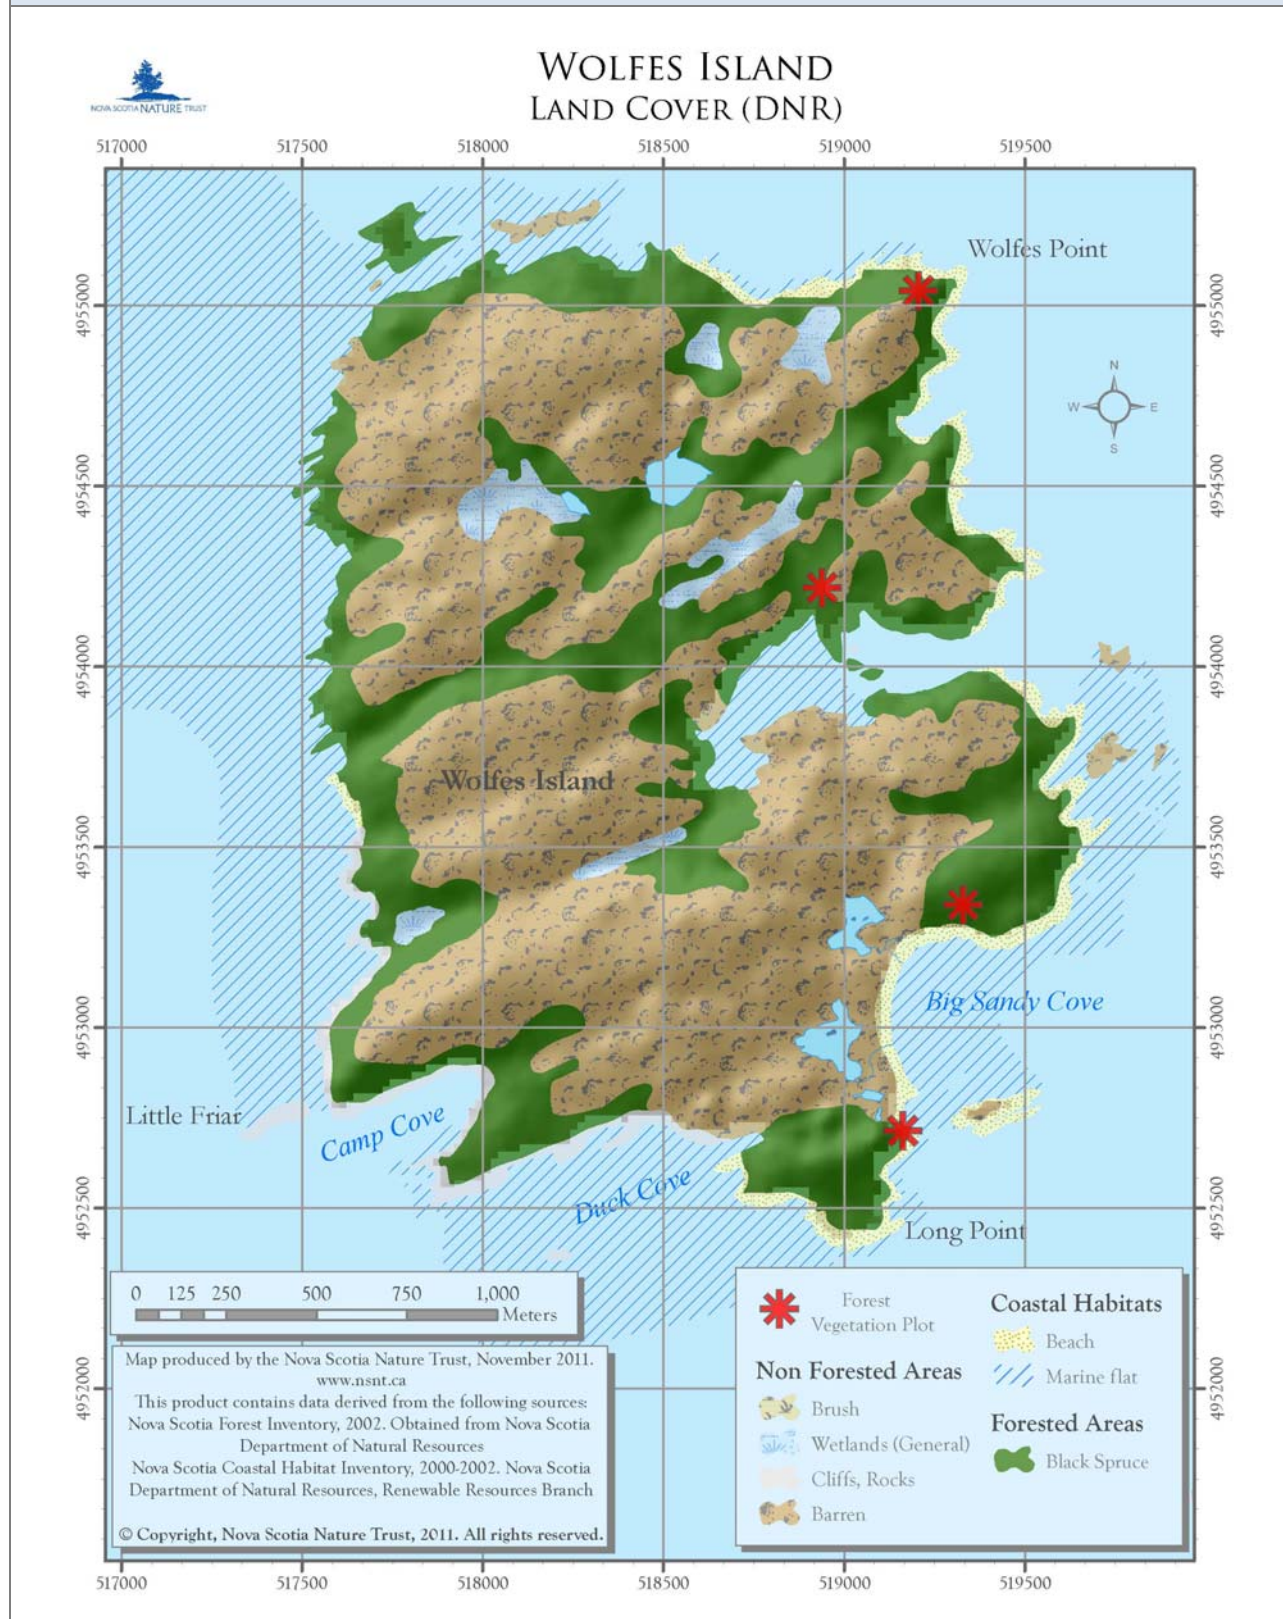 WOLFES ISLAND
LAND COVER (DNR)
NOVA SCOTIA NATURE TRUST
517000 517500 518000 518500 519000 519500
Wolfes Point
4955000 4955000
N
W E
S
4954500 4954500
4954000 4954000
Wolfes Island
4953500 4953500
Big Sandy Cove
4953000 4953000
Little Friar
Camp Cove
Duck Cove
4952500 4952500
Long Point
0 125 250 500 750 1,000
Meters
Map produced by the Nova Scotia Nature Trust, November 2011.
www.nsnt.ca
This product contains data derived from the following sources:
Nova Scotia Forest Inventory, 2002. Obtained from Nova Scotia
Department of Natural Resources
Nova Scotia Coastal Habitat Inventory, 2000-2002. Nova Scotia
Department of Natural Resources, Renewable Resources Branch
© Copyright, Nova Scotia Nature Trust, 2011. All rights reserved.
Forest
Vegetation Plot
Non Forested Areas
Brush
Wetlands (General)
Cliffs, Rocks
Barren
Coastal Habitats
Beach
Marine flat
Forested Areas
Black Spruce
4952000 4952000
517000 517500 518000 518500 519000 519500